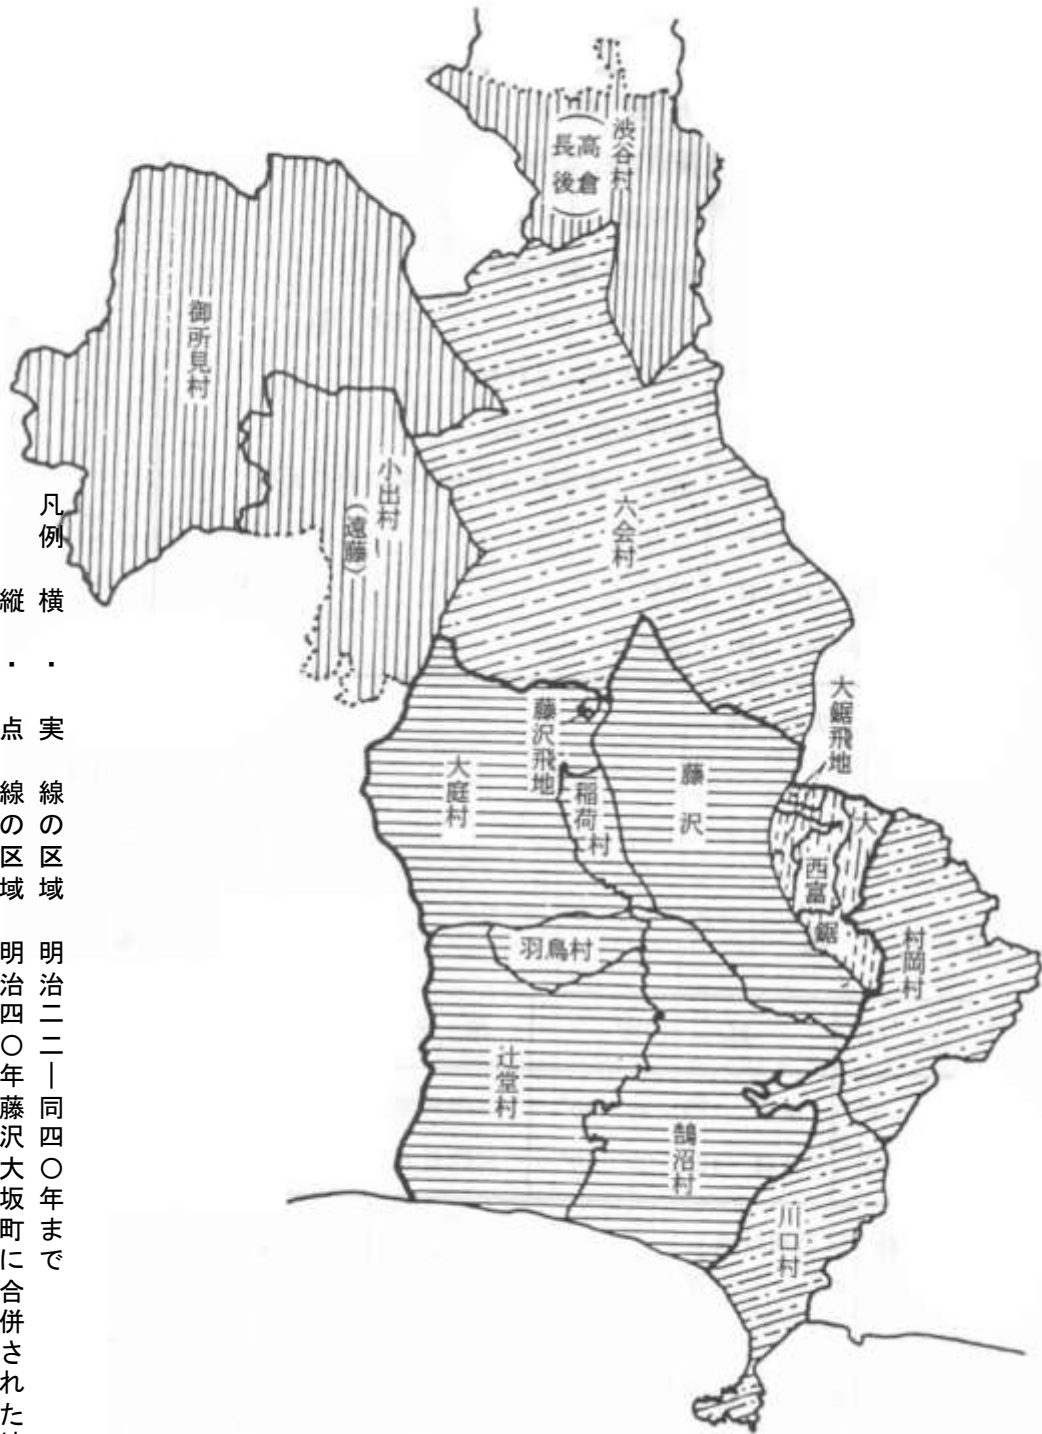 渋谷村
(高倉
長後)
御所見村
小出村
(遠藤)
六会村
大鋸飛地
藤沢飛地
稲荷村
大庭村
藤沢
大
鋸
西富
村岡村
羽鳥村
辻堂村
鵠沼村
川口村
凡例 横・実線の区域 明治二二―同四〇年まで
縦・点線の区域 明治四〇年藤沢大坂町に合併された